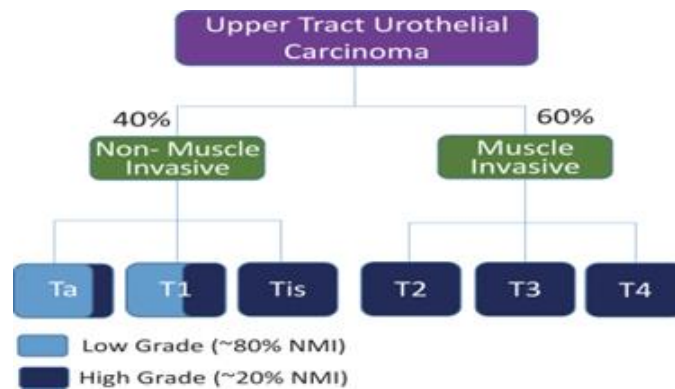 Upper Tract Urothelial
Carcinoma
40%
60%
Non- Muscle
Invasive
Muscle
Invasive
Ta
T1
Tis
T2
T3
T4
Low Grade (~80% NMI)
High Grade (~20% NMI)